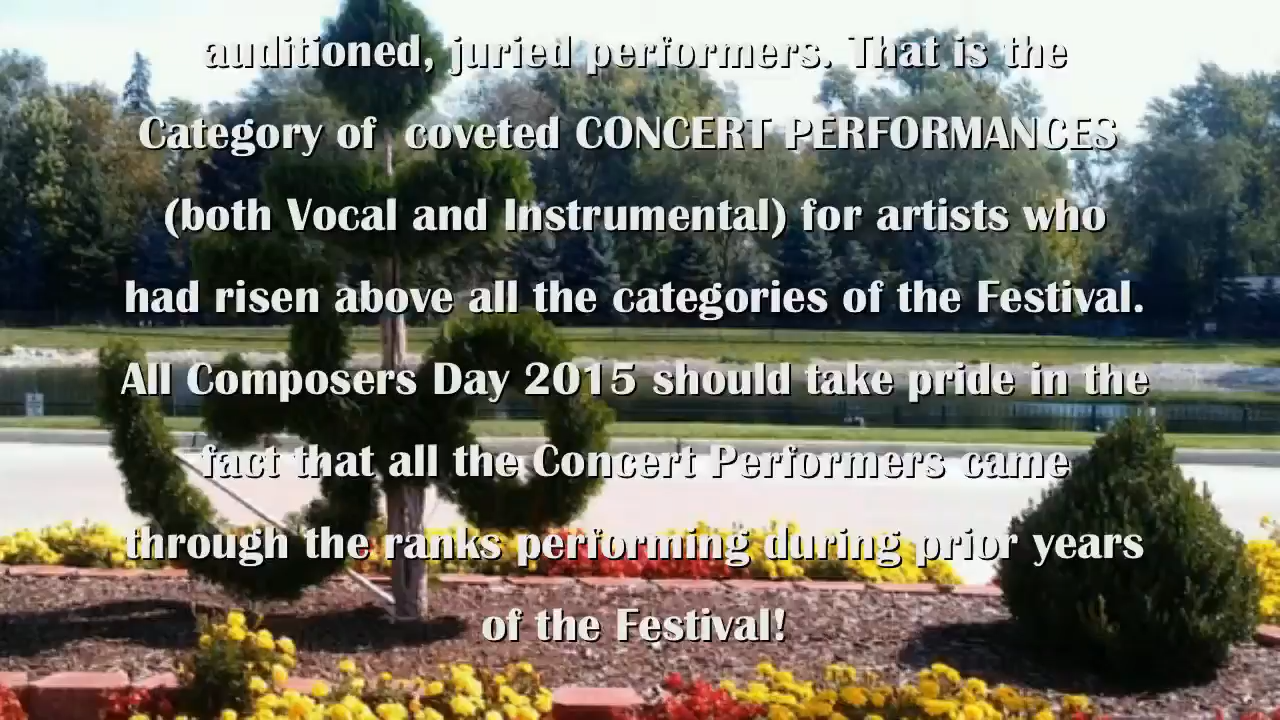 auditioned, juried performers. That is the
Category of coveted CONCERT PERFORMANCES
(both Vocal and Instrumental) for artists who
had risen above all the categories of the Festival.
All Composers Day 2015 should take pride in the
fact that all the Concert Performers came
through the ranks performing during prior years
of the Festival!